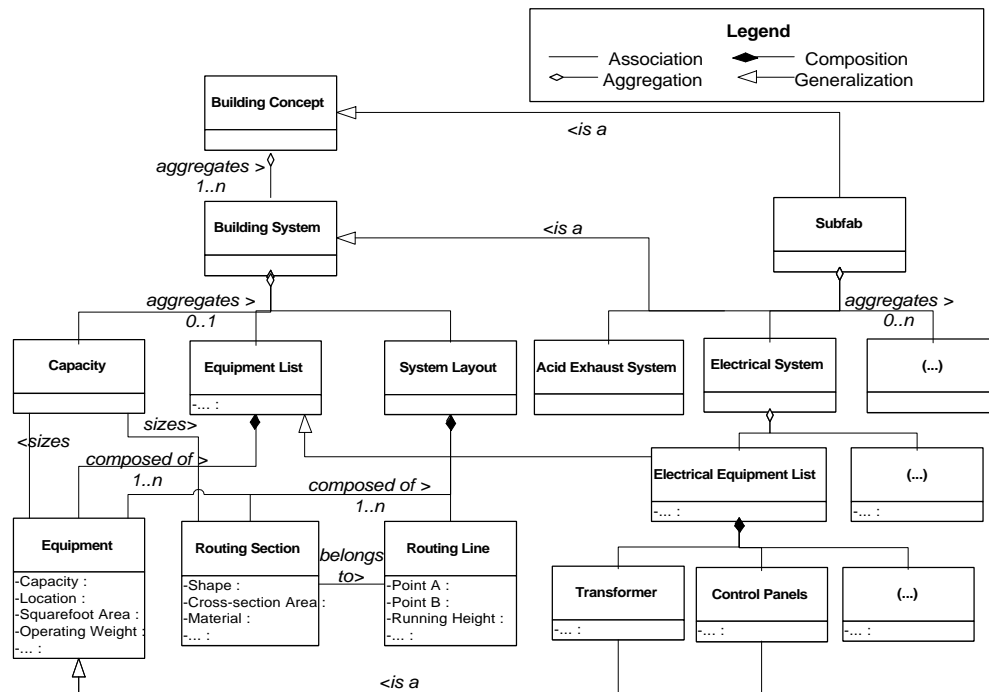 Legend
Association
Composition
Aggregation
Generalization
Building Concept
<is a
aggregates >
1..n
Building System
<is a
Subfab
aggregates >
0..1
aggregates >
0..n
Capacity
Equipment List
-... :
System Layout
Acid Exhaust System
Electrical System
(...)
<sizes
sizes>
composed of >
1..n
composed of >
1..n
Electrical Equipment List
-... :
(...)
-... :
Equipment
-Capacity :
-Location :
-Squarefoot Area :
-Operating Weight :
-... :
Routing Section
-Shape :
-Cross-section Area :
-Material :
-... :
belongs
to>
Routing Line
-Point A :
-Point B :
-Running Height :
-... :
Transformer
-... :
Control Panels
-... :
(...)
-... :
<is a